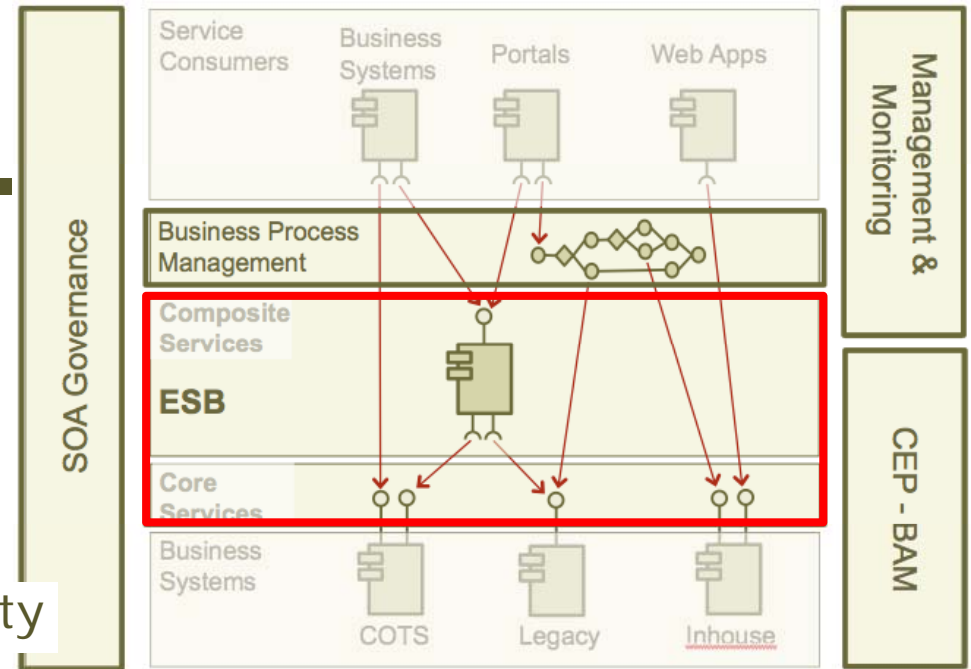 SOA Governance
Service
Consumers
Business
Systems
Portals
Web Apps
Business Process
Management
Composite
Services
ESB
Core
Services
Business
Systems
COTS
Legacy
Inhouse
Management &
Monitoring
CEP - BAM
ty